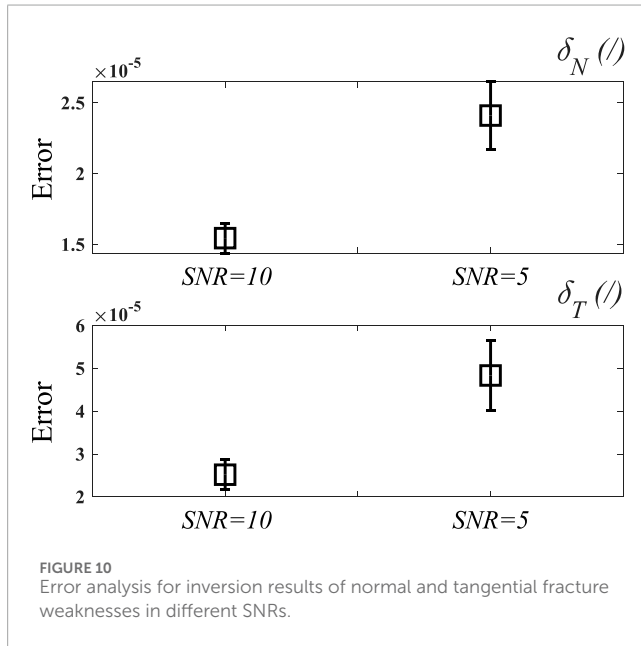 ×10⁻⁵
δ_N (/)
2.5
2
1.5
Error
SNR=10 SNR=5
×10⁻⁵
δ_T (/)
6
5
4
3
2
Error
SNR=10 SNR=5
FIGURE 10
Error analysis for inversion results of normal and tangential fracture
weaknesses in different SNRs.